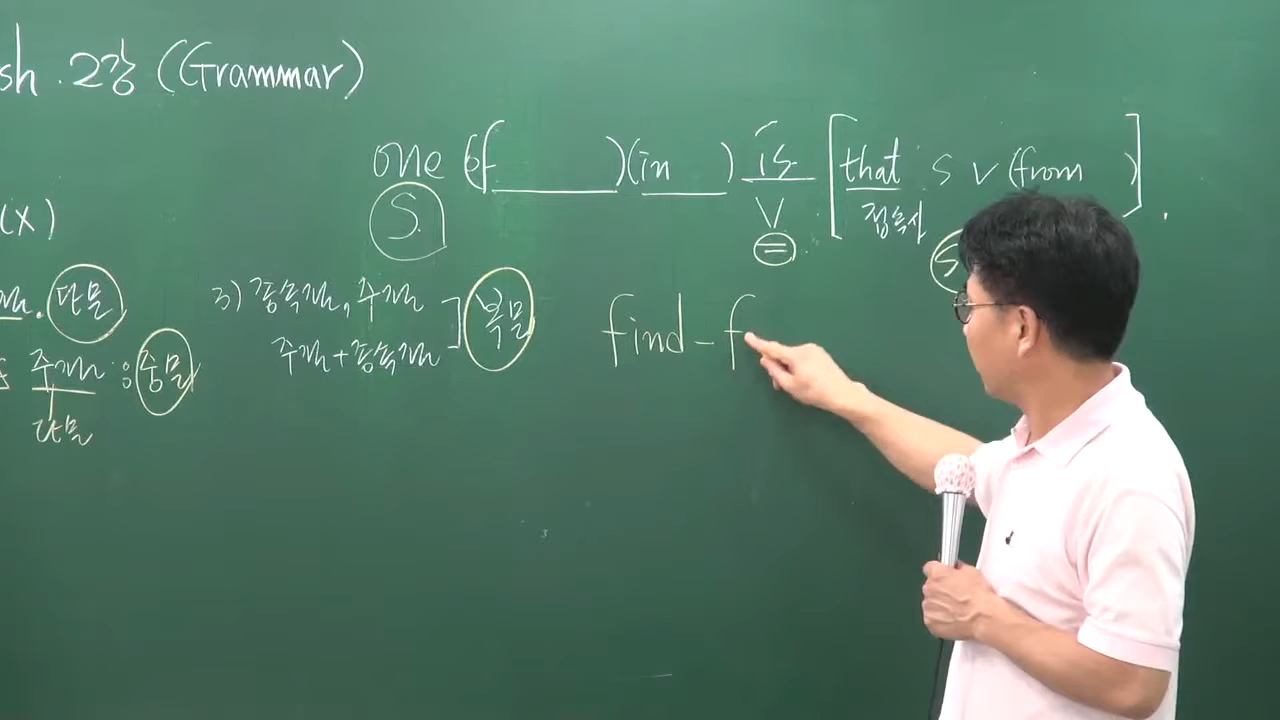 sh. 2강 (Grammar)
one (of ) (in ) is [that S V (from )].
S. V 접속사
= S
(X)
단문
3) 종속절, 주절
주절 + 종속절 ] 복문
주절 : 중문
단문
find - f